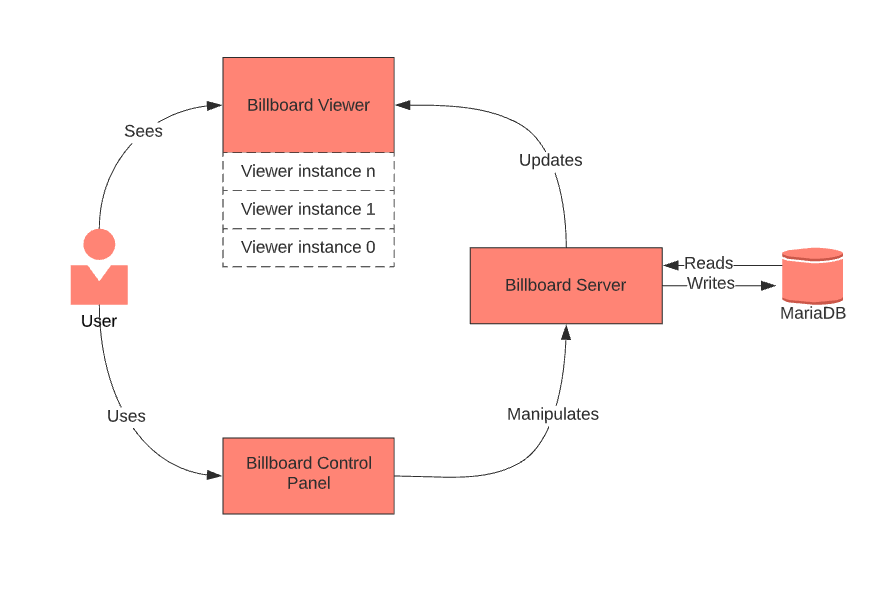 Billboard Viewer
Sees
Updates
Viewer instance n
Viewer instance 1
Viewer instance 0
Reads
Writes
Billboard Server
MariaDB
User
Uses
Manipulates
Billboard Control
Panel